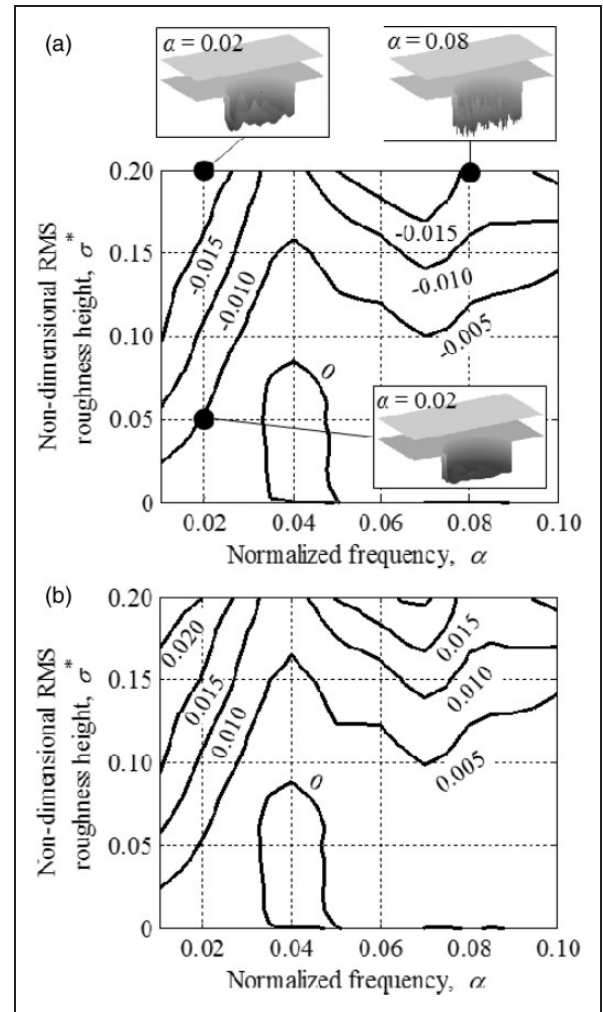 (a)
α = 0.02
α = 0.08
0.20
0.15
0.10
0.05
0
Non-dimensional RMS
roughness height, σ*
-0.015
-0.010
-0.015
-0.010
-0.005
0
α = 0.02
0.02 0.04 0.06 0.08 0.10
Normalized frequency, α
(b)
0.20
0.15
0.10
0.05
0
Non-dimensional RMS
roughness height, σ*
0.020
0.015
0.010
0.015
0.010
0.005
0
0.02 0.04 0.06 0.08 0.10
Normalized frequency, α